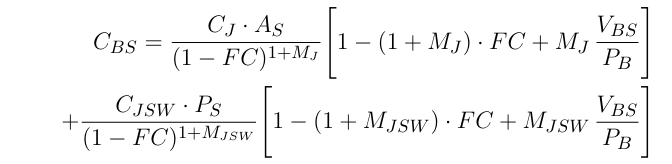 C_{BS} = \frac{C_J \cdot A_S}{(1 - FC)^{1+M_J}} \left[ 1 - (1 + M_J) \cdot FC + M_J \frac{V_{BS}}{P_B} \right]
+ \frac{C_{JSW} \cdot P_S}{(1 - FC)^{1+M_{JSW}}} \left[ 1 - (1 + M_{JSW}) \cdot FC + M_{JSW} \frac{V_{BS}}{P_B} \right]